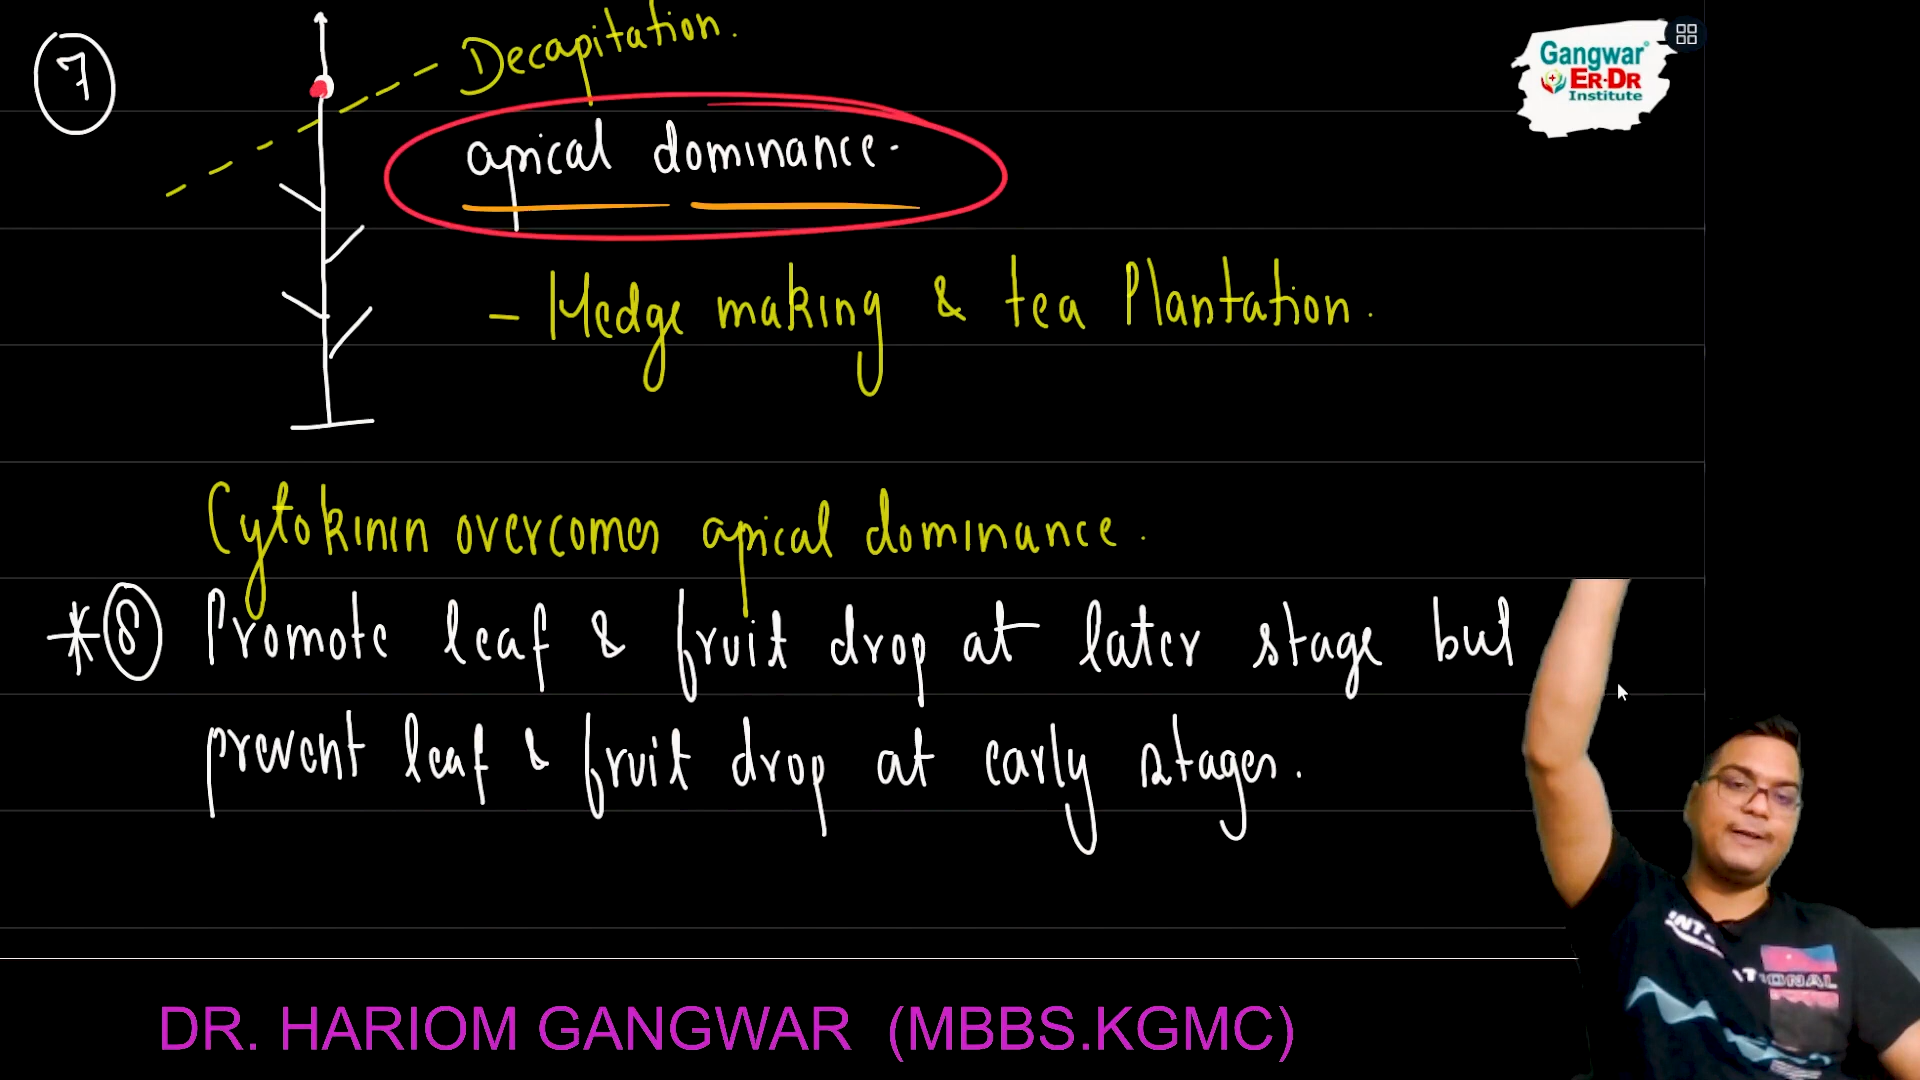 7
Decapitation.
apical dominance.
- Hedge making & tea Plantation.
Cytokinin overcomes apical dominance.
* 8 Promote leaf & fruit drop at later stage but
prevent leaf & fruit drop at early stages.
DR. HARIOM GANGWAR (MBBS.KGMC)
Gangwar
ER-DR
Institute